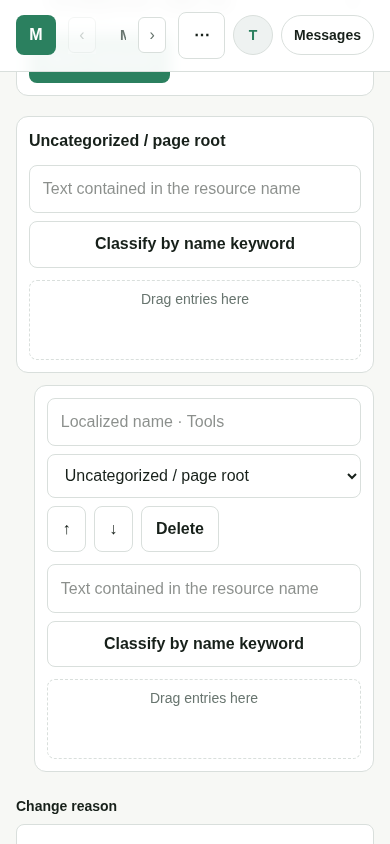 M
‹
›
···
T
Messages
Uncategorized / page root
Text contained in the resource name
Classify by name keyword
Drag entries here
Localized name · Tools
Uncategorized / page root
↑
↓
Delete
Text contained in the resource name
Classify by name keyword
Drag entries here
Change reason